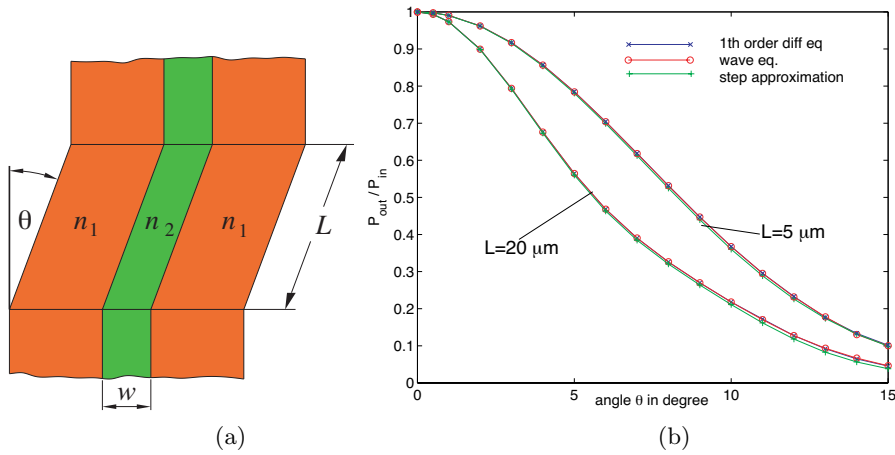 θ
n1
n2
n1
L
w
(a)
1
0.9
0.8
0.7
0.6
0.5
0.4
0.3
0.2
0.1
0
0
5
10
15
Pout / Pin
angle θ in degree
1th order diff eq
wave eq.
step approximation
L=20 μm
L=5 μm
(b)